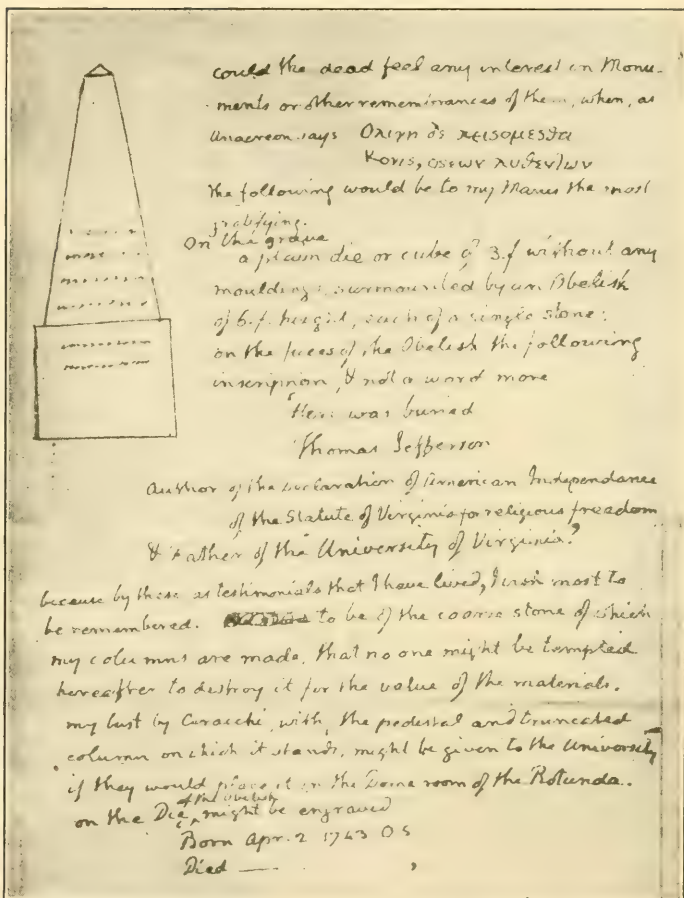 could the dead feel any interest in Monu-
-ments or other remembrances of them, when, as
Anacreon says Ολιγη δε κεισομεσθα
Κονις, οσεων λυθεντων
the following would be to my Manes the most
gratifying.
On the grave
a plain die or cube of 3.f without any
mouldings, surmounted by an Obelisk
of 6.f. height, each of a single stone:
on the faces of the Obelisk the following
inscription, & not a word more
'Here was buried
Thomas Jefferson
Author of the Declaration of American Independance
of the Statute of Virginia for religious freedom
& Father of the University of Virginia.'
because by these as testimonials that I have lived, I wish most to
be remembered. to be of the coarse stone of which
my columns are made, that no one might be tempted
hereafter to destroy it for the value of the materials.
my bust by Ciracchi, with the pedestal and truncated
column on which it stands, might be given to the University
if they would place it in the Dome room of the Rotunda.
on the Die of the Obelisk might be engraved
Born Apr. 2 1743 O S
Died —